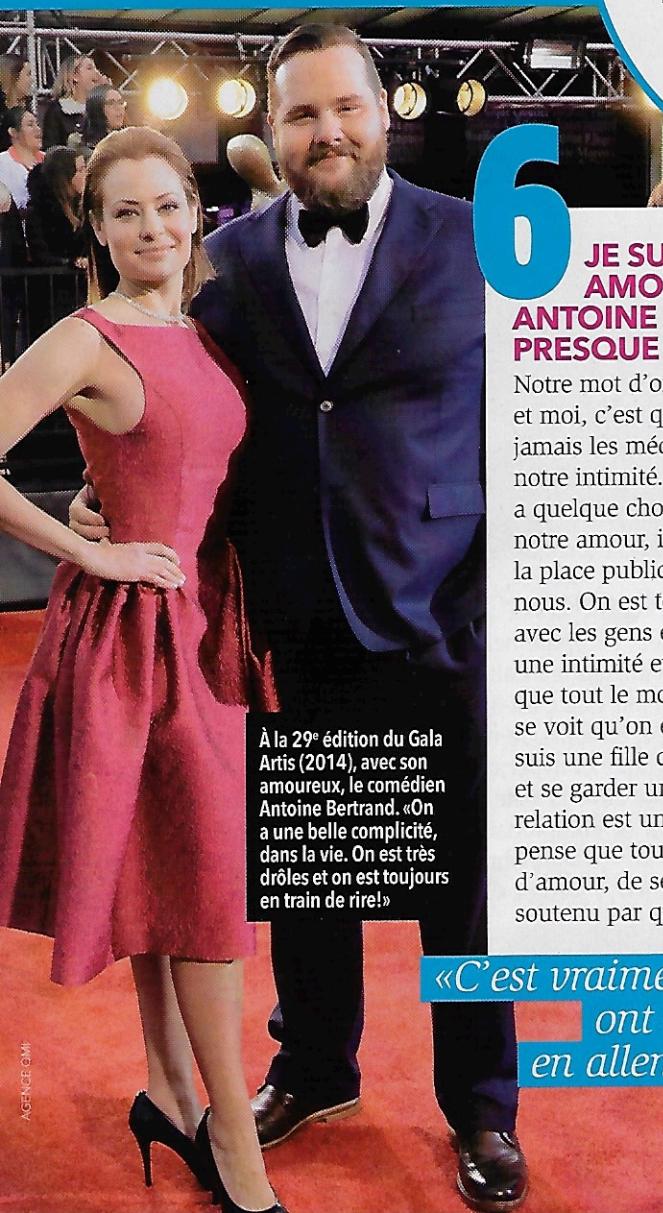 6
JE SU
AMO
ANTOINE
PRESQUE
Notre mot d’o
et moi, c’est q
jamais les méd
notre intimité.
a quelque cho
notre amour, i
la place public
nous. On est t
avec les gens e
une intimité e
que tout le mo
se voit qu’on e
suis une fille d
et se garder un
relation est un
pense que tou
d’amour, de se
soutenu par q
À la 29e édition du Gala
Artis (2014), avec son
amoureux, le comédien
Antoine Bertrand. «On
a une belle complicité,
dans la vie. On est très
drôles et on est toujours
en train de rire!»
«C’est vraime
ont
en allem
AGENCE QMI